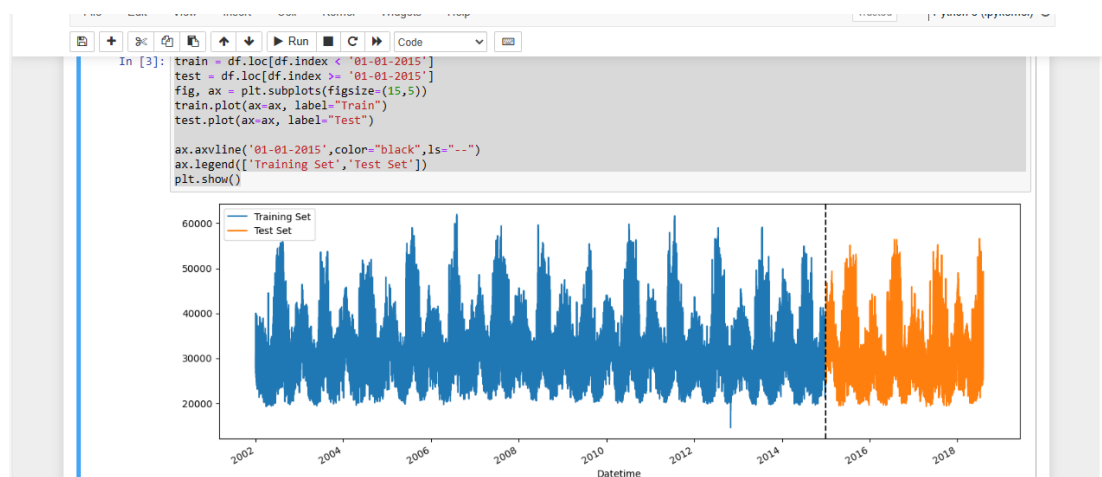 Run
Code
In [3]: train = df.loc[df.index < '01-01-2015']
test = df.loc[df.index >= '01-01-2015']
fig, ax = plt.subplots(figsize=(15,5))
train.plot(ax=ax, label="Train")
test.plot(ax=ax, label="Test")
ax.axvline('01-01-2015',color="black",ls="--")
ax.legend(['Training Set','Test Set'])
plt.show()
Training Set
Test Set
60000
50000
40000
30000
20000
2002 2004 2006 2008 2010 2012 2014 2016 2018
Datetime